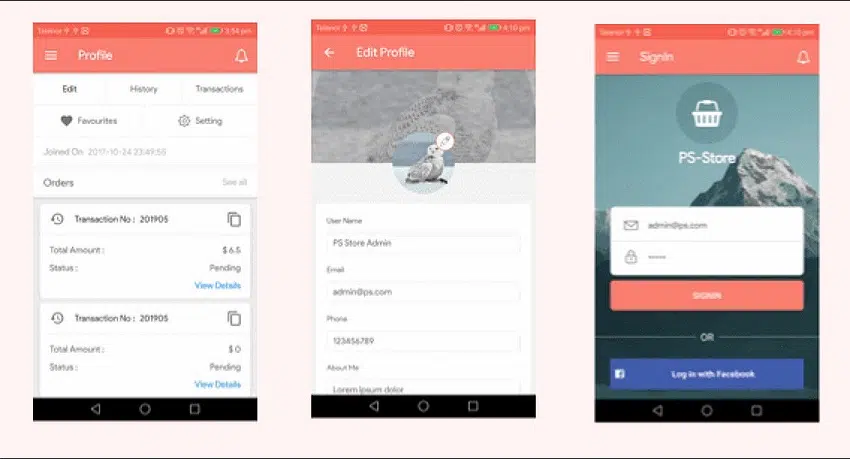 Telenor 3:54 pm
Profile
Edit History Transactions
Favourites Setting
Joined On 2017-10-24 23:49:55
Orders See all
Transaction No : 201905
Total Amount : $ 6.5
Status : Pending
View Details
Transaction No : 201905
Total Amount : $ 0
Status : Pending
View Details
Telenor 4:10 pm
Edit Profile
User Name
PS Store Admin
Email
admin@ps.com
Phone
123456789
About Me
Lorem ipsum dolor
Telenor 4:10 pm
SignIn
PS-Store
admin@ps.com
SIGNIN
OR
Log in with Facebook